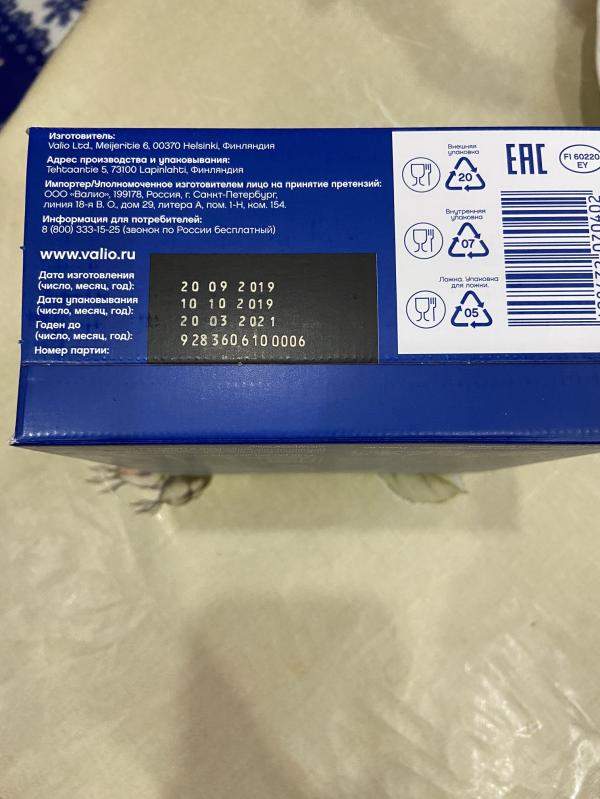 Изготовитель:
Valio Ltd., Meijeritie 6, 00370 Helsinki, Финляндия
Адрес производства и упаковывания:
Tehtaantie 5, 73100 Lapinlahti, Финляндия
Импортер/Уполномоченное изготовителем лицо на принятие претензий:
ООО «Валио», 199178, Россия, г. Санкт-Петербург,
линия 18-я В. О., дом 29, литера А, пом. 1-Н, ком. 154.
Информация для потребителей:
8 (800) 333-15-25 (звонок по России бесплатный)
www.valio.ru
Дата изготовления
(число, месяц, год):
20 09 2019
Дата упаковывания
(число, месяц, год):
10 10 2019
Годен до
(число, месяц, год):
20 03 2021
Номер партии:
9283606100006
Внешняя
упаковка
20
Внутренняя
упаковка
07
Ложка. Упаковка
для ложки.
05
EAC
FI 60220
EY